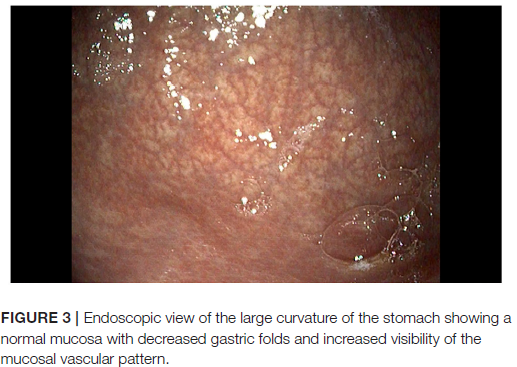 FIGURE 3 | Endoscopic view of the large curvature of the stomach showing a
normal mucosa with decreased gastric folds and increased visibility of the
mucosal vascular pattern.